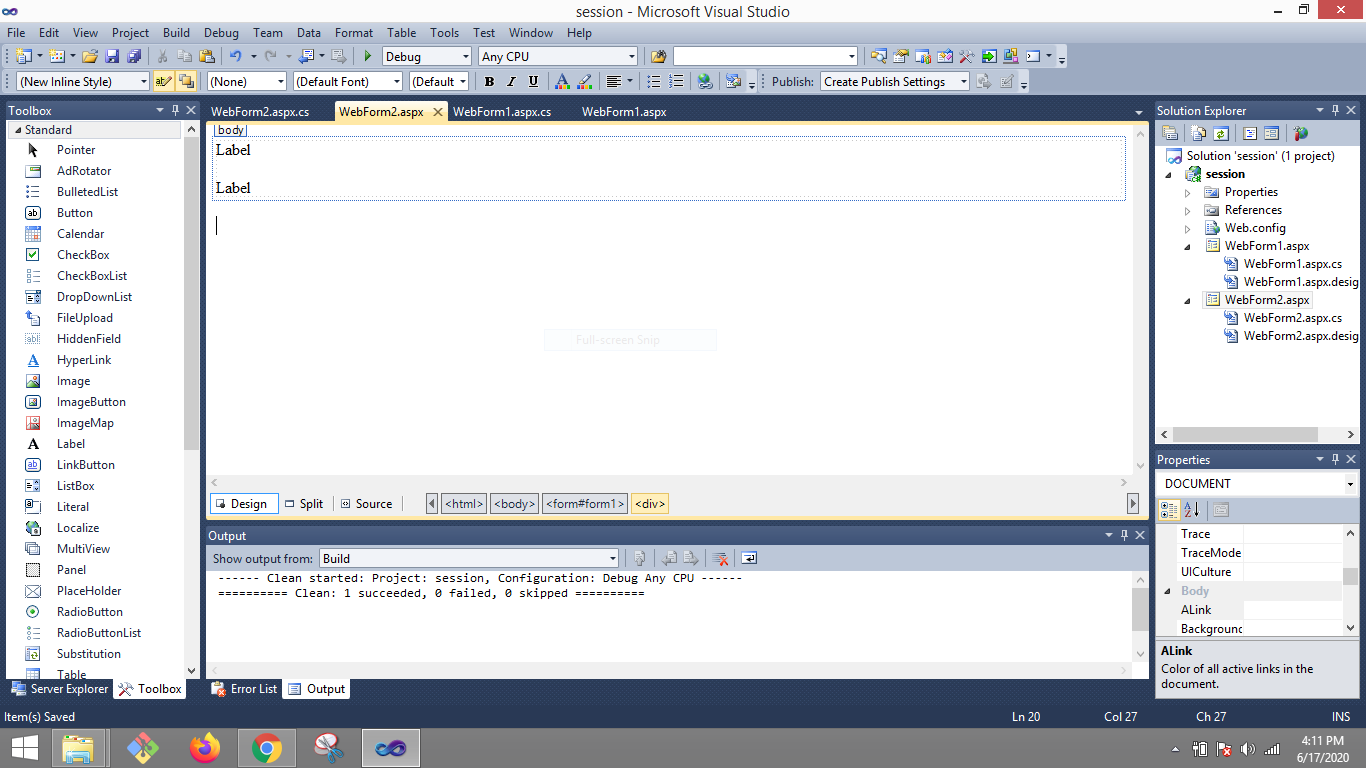 session - Microsoft Visual Studio
File Edit View Project Build Debug Team Data Format Table Tools Test Window Help
Debug Any CPU
(New Inline Style) (None) (Default Font) (Default B I U A Publish: Create Publish Settings
Toolbox
Standard
Pointer
AdRotator
BulletedList
Button
Calendar
CheckBox
CheckBoxList
DropDownList
FileUpload
HiddenField
HyperLink
Image
ImageButton
ImageMap
Label
LinkButton
ListBox
Literal
Localize
MultiView
Panel
PlaceHolder
RadioButton
RadioButtonList
Substitution
Table
Server Explorer Toolbox
WebForm2.aspx.cs WebForm2.aspx WebForm1.aspx.cs WebForm1.aspx
body
Label
Label
Full-screen Snip
Design Split Source <html> <body> <form#form1> <div>
Output
Show output from: Build
------ Clean started: Project: session, Configuration: Debug Any CPU ------
========== Clean: 1 succeeded, 0 failed, 0 skipped ==========
Error List Output
Solution Explorer
Solution 'session' (1 project)
session
Properties
References
Web.config
WebForm1.aspx
WebForm1.aspx.cs
WebForm1.aspx.desig
WebForm2.aspx
WebForm2.aspx.cs
WebForm2.aspx.desig
Properties
DOCUMENT
Trace
TraceMode
UICulture
Body
ALink
Background
ALink
Color of all active links in the
document.
Item(s) Saved Ln 20 Col 27 Ch 27 INS
4:11 PM
6/17/2020